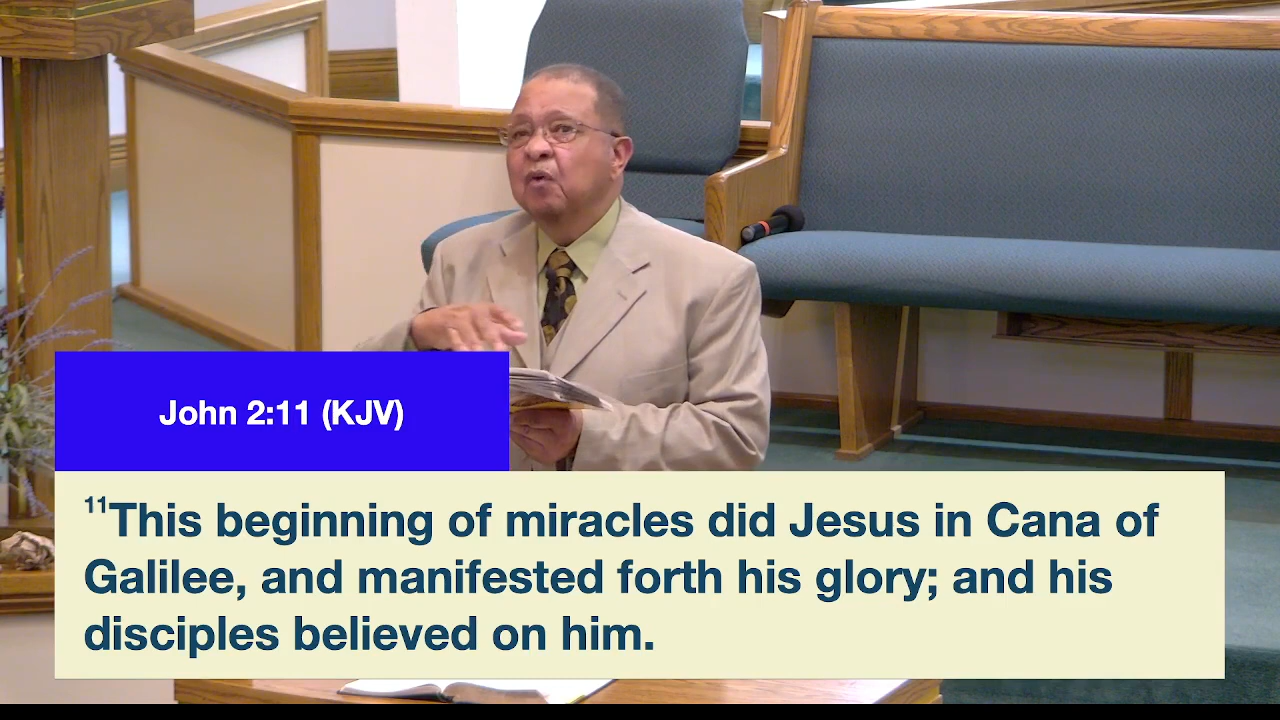 John 2:11 (KJV)
11This beginning of miracles did Jesus in Cana of
Galilee, and manifested forth his glory; and his
disciples believed on him.